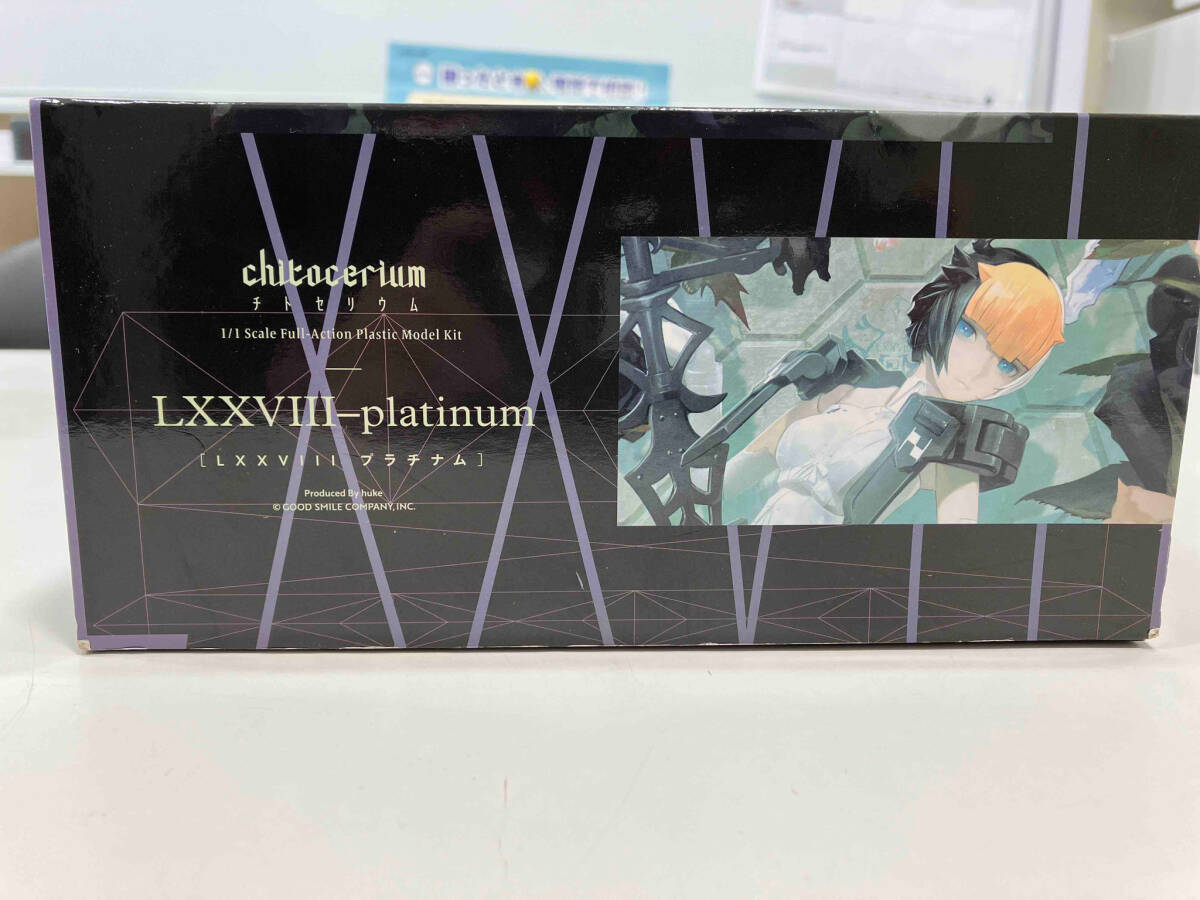 chitocerium
チトセリウム
1/1 Scale Full-Action Plastic Model Kit
LXXVIII–platinum
[LXXVIII プラチナム]
Produced By huke
© GOOD SMILE COMPANY, INC.